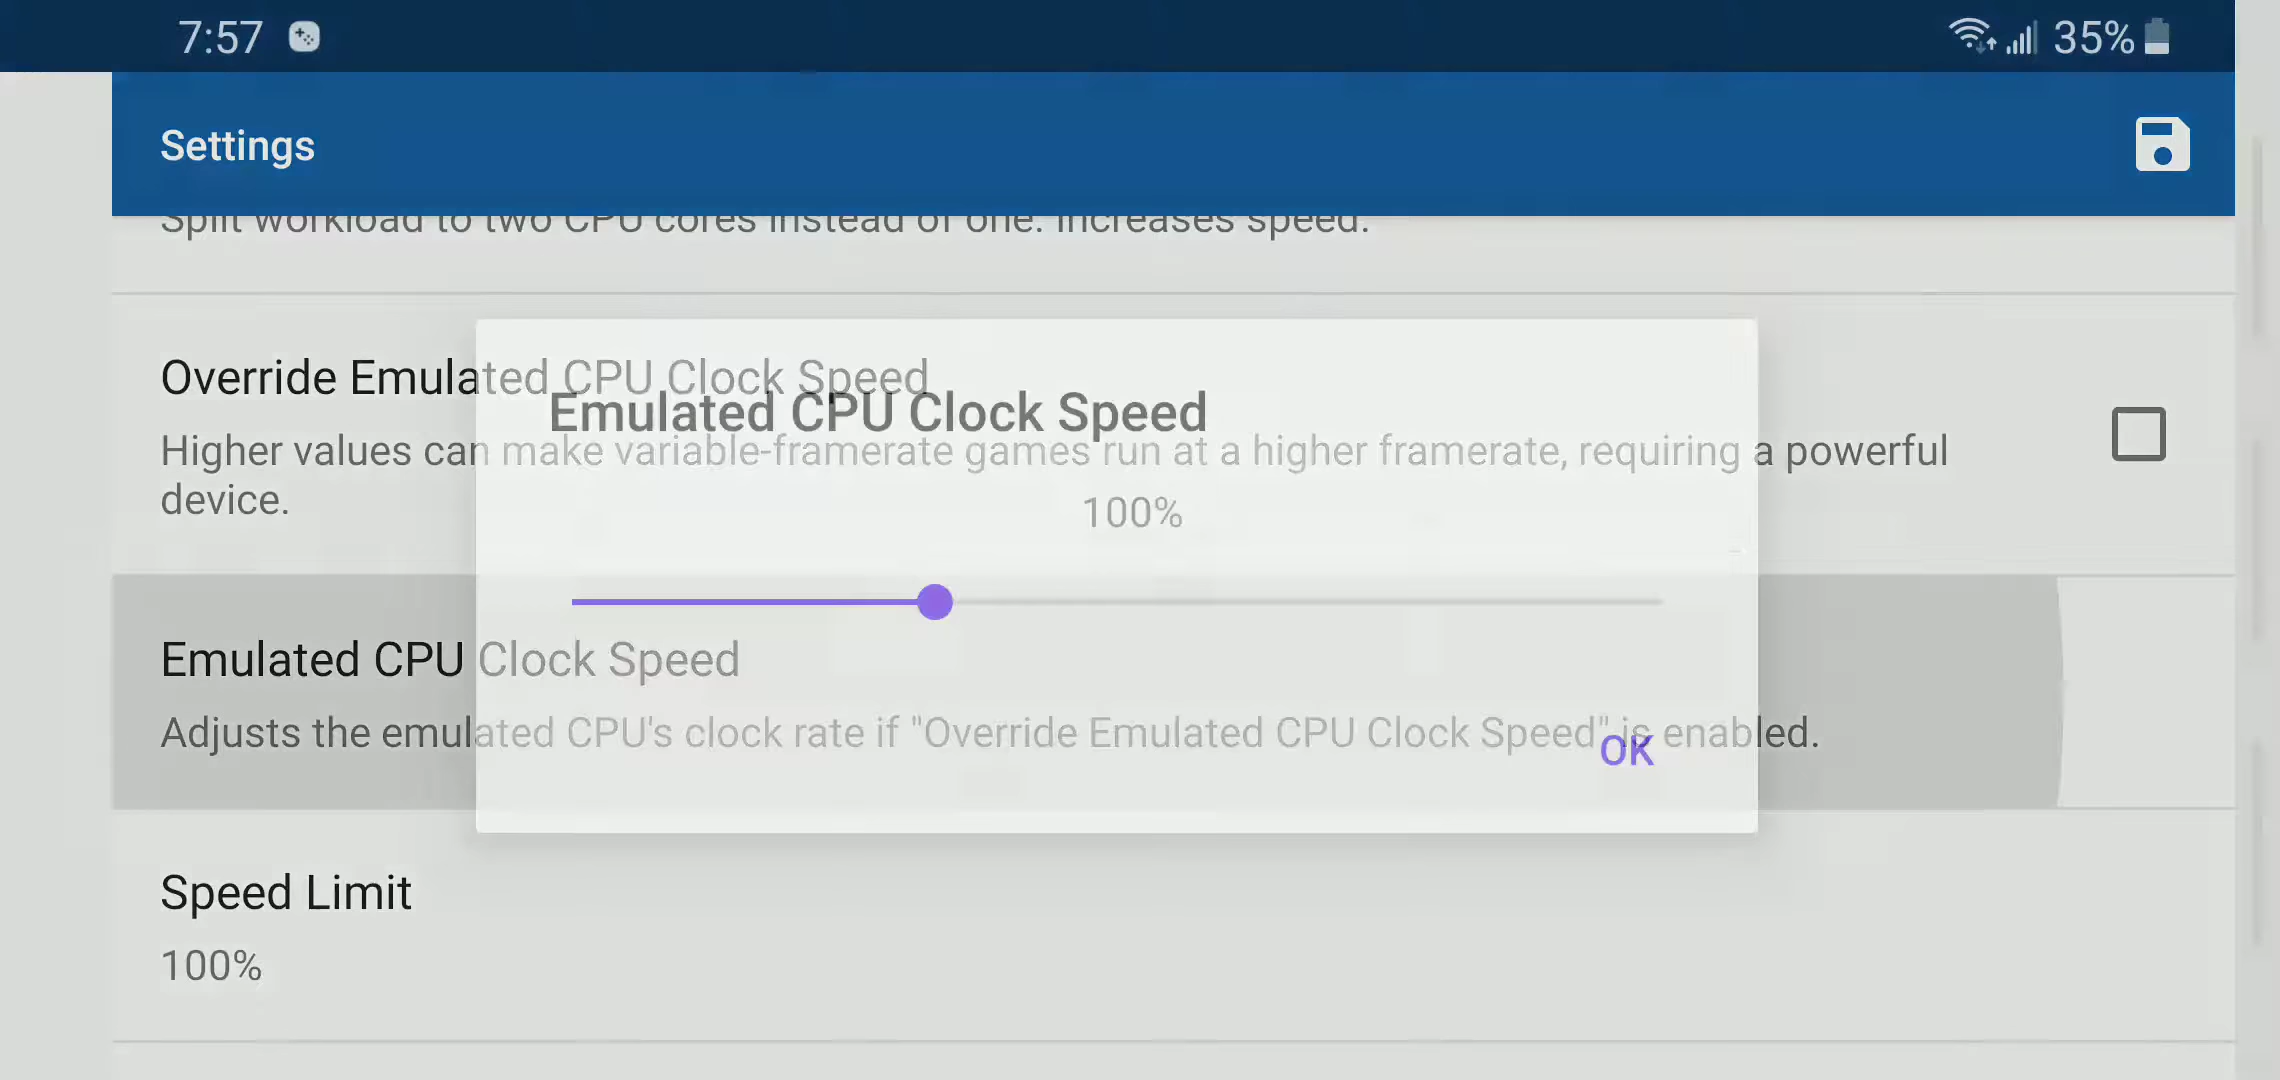 7:57
35%
Settings
Split workload to two CPU cores instead of one. Increases speed.
Override Emulated CPU Clock Speed
Emulated CPU Clock Speed
Higher values can make variable-framerate games run at a higher framerate, requiring a powerful
device.
100%
Emulated CPU Clock Speed
Adjusts the emulated CPU's clock rate if "Override Emulated CPU Clock Speed" is enabled.
OK
Speed Limit
100%